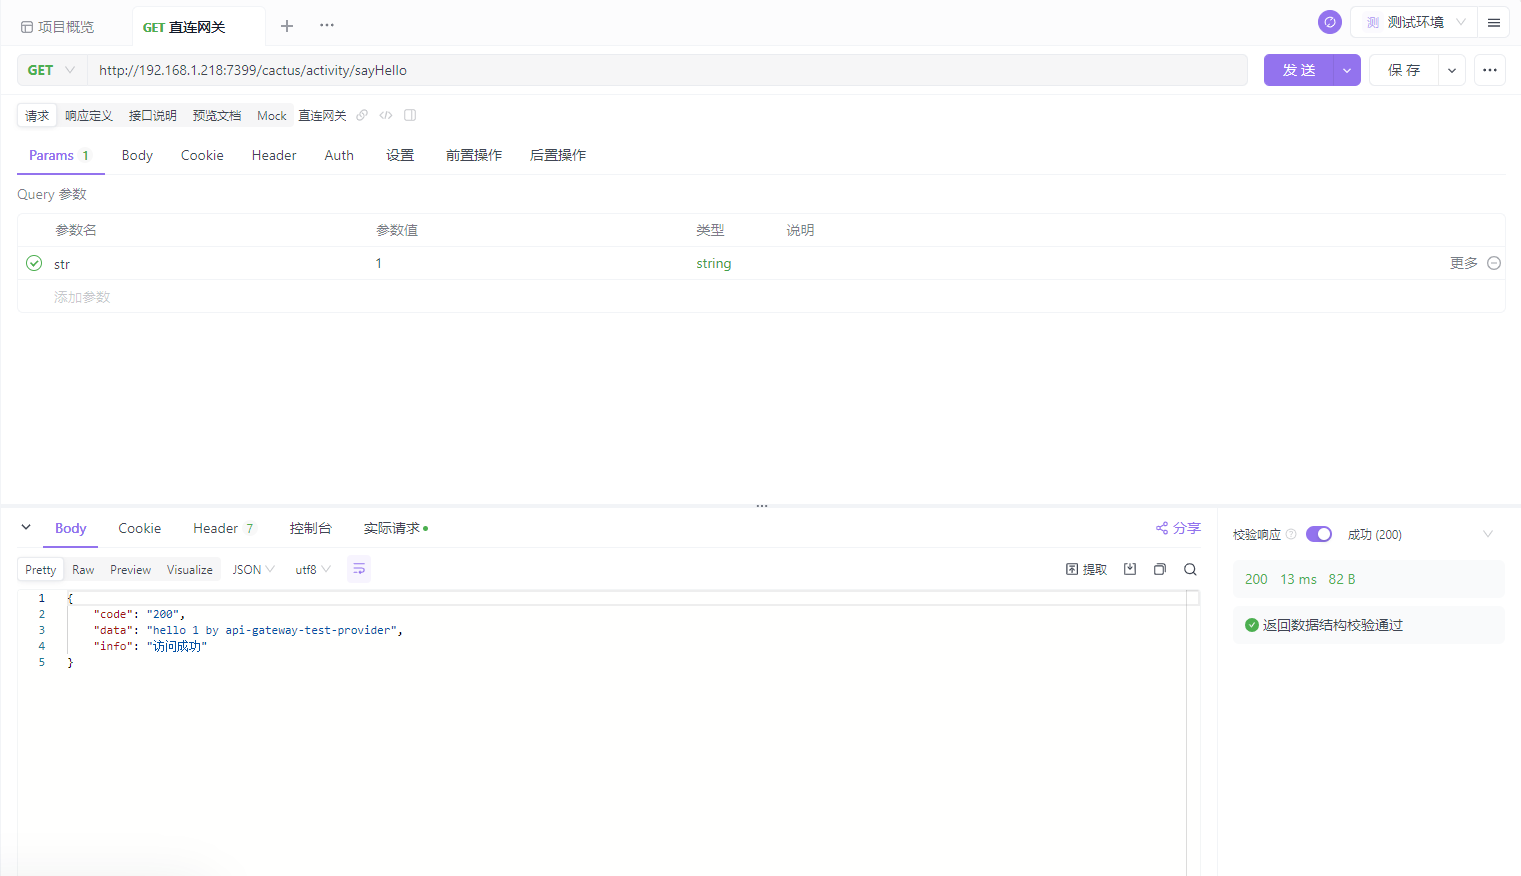 项目概览 GET 直连网关
测 测试环境
GET http://192.168.1.218:7399/cactus/activity/sayHello 发送 保存
请求 响应定义 接口说明 预览文档 Mock 直连网关
Params 1 Body Cookie Header Auth 设置 前置操作 后置操作
Query 参数
参数名 参数值 类型 说明
str 1 string 更多
添加参数
Body Cookie Header 7 控制台 实际请求 分享
Pretty Raw Preview Visualize JSON utf8 提取
1 {
2 "code": "200",
3 "data": "hello 1 by api-gateway-test-provider",
4 "info": "访问成功"
5 }
校验响应 成功 (200)
200 13 ms 82 B
返回数据结构校验通过